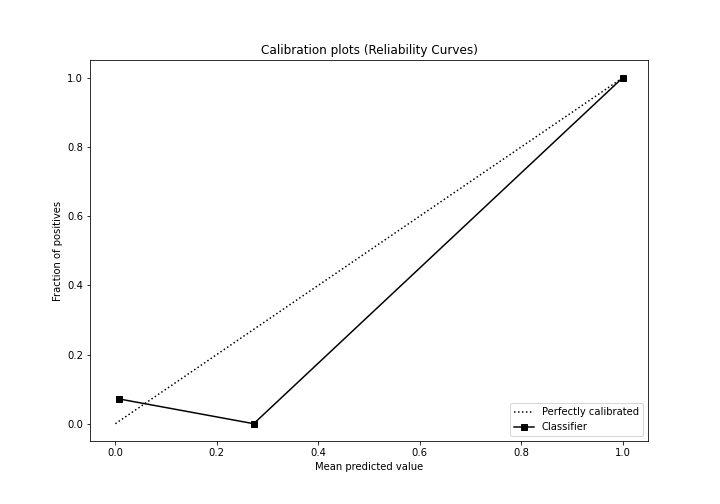 Calibration plots (Reliability Curves)
1.0
0.8
0.6
0.4
0.2
0.0
Fraction of positives
Perfectly calibrated
Classifier
0.0 0.2 0.4 0.6 0.8 1.0
Mean predicted value